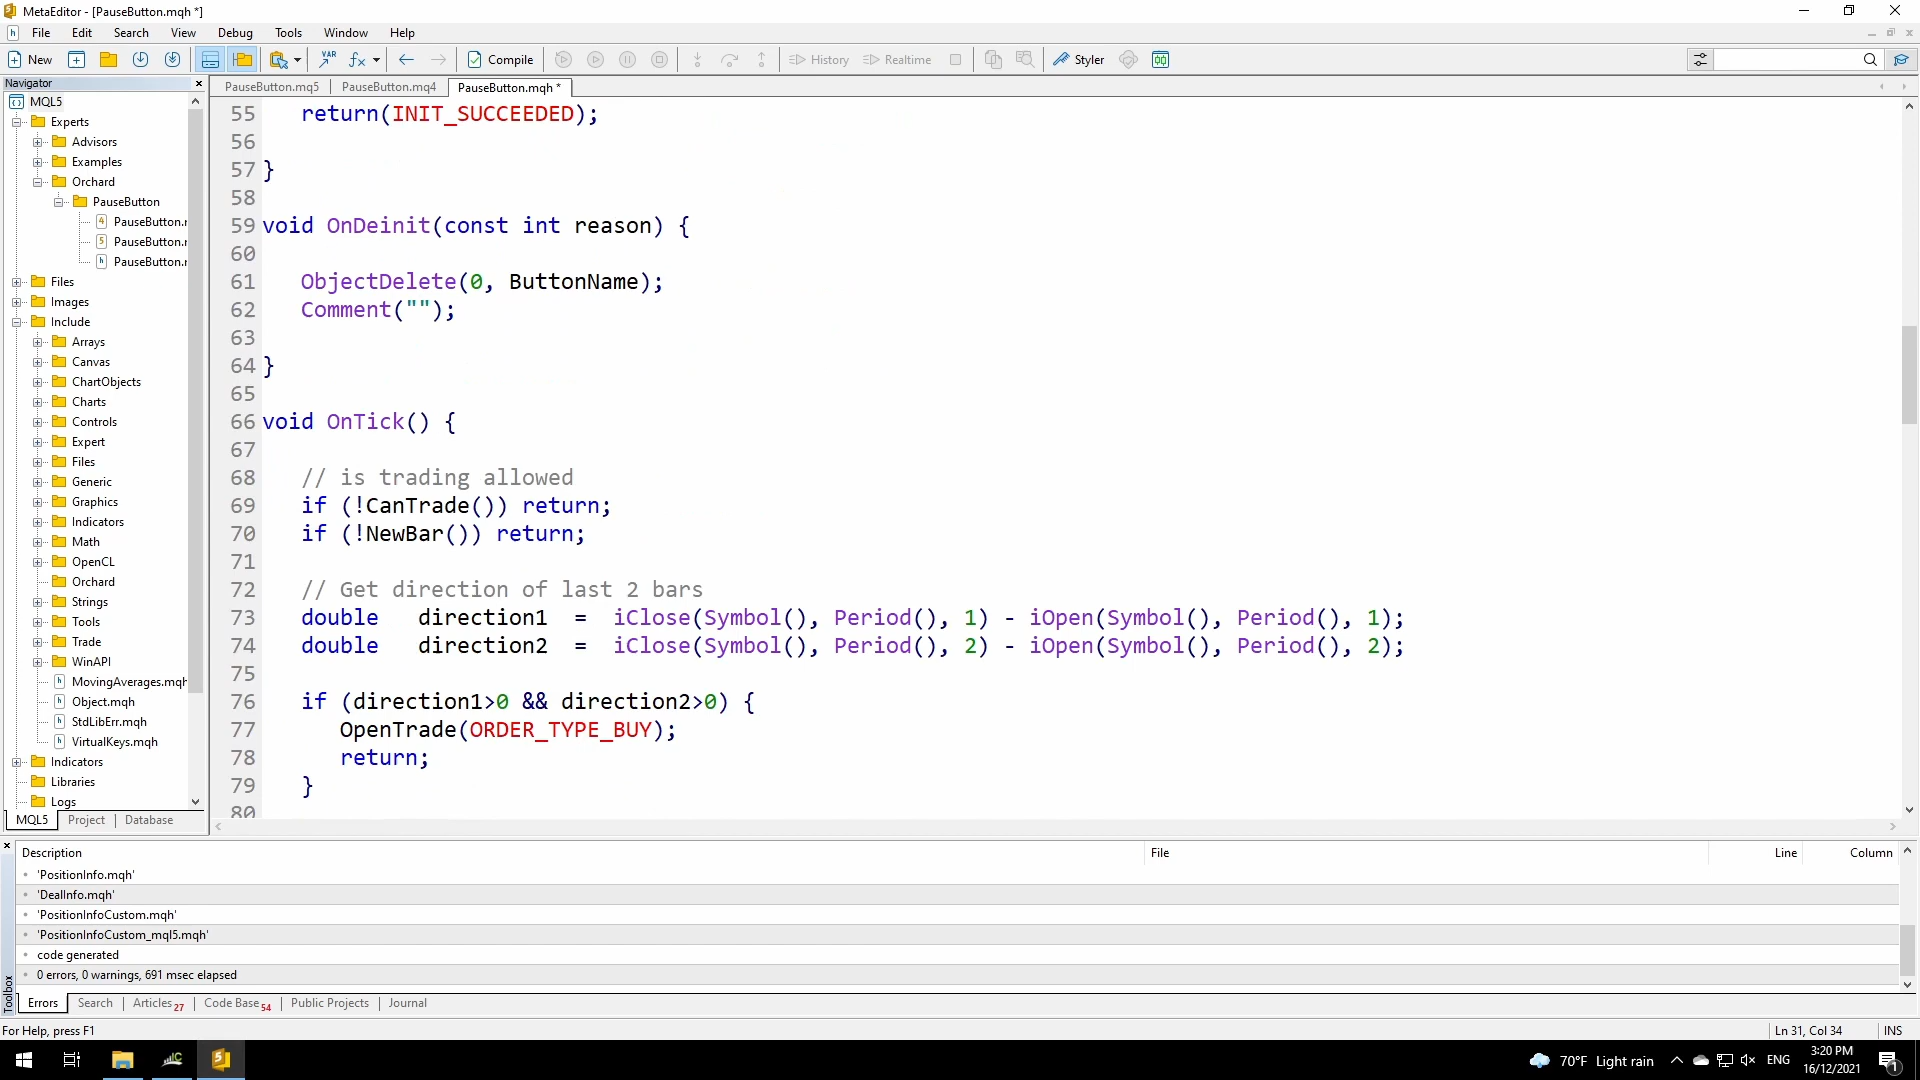 MetaEditor - [PauseButton.mqh *]
File Edit Search View Debug Tools Window Help
New VAR Compile History Realtime Styler
Navigator
PauseButton.mq5 PauseButton.mq4 PauseButton.mqh *
MQL5
Experts
Advisors
Examples
Orchard
PauseButton
PauseButton.r
PauseButton.r
PauseButton.r
Files
Images
Include
Arrays
Canvas
ChartObjects
Charts
Controls
Expert
Files
Generic
Graphics
Indicators
Math
OpenCL
Orchard
Strings
Tools
Trade
WinAPI
MovingAverages.mqh
Object.mqh
StdLibErr.mqh
VirtualKeys.mqh
Indicators
Libraries
Logs
MQL5 Project Database
55 return(INIT_SUCCEEDED);
56
57 }
58
59 void OnDeinit(const int reason) {
60
61 ObjectDelete(0, ButtonName);
62 Comment("");
63
64 }
65
66 void OnTick() {
67
68 // is trading allowed
69 if (!CanTrade()) return;
70 if (!NewBar()) return;
71
72 // Get direction of last 2 bars
73 double direction1 = iClose(Symbol(), Period(), 1) - iOpen(Symbol(), Period(), 1);
74 double direction2 = iClose(Symbol(), Period(), 2) - iOpen(Symbol(), Period(), 2);
75
76 if (direction1>0 && direction2>0) {
77 OpenTrade(ORDER_TYPE_BUY);
78 return;
79 }
80
Toolbox
Description File Line Column
'PositionInfo.mqh'
'DealInfo.mqh'
'PositionInfoCustom.mqh'
'PositionInfoCustom_mql5.mqh'
code generated
0 errors, 0 warnings, 691 msec elapsed
Errors Search Articles 27 Code Base 54 Public Projects Journal
For Help, press F1 Ln 31, Col 34 INS
70°F Light rain ENG 3:20 PM
16/12/2021 1